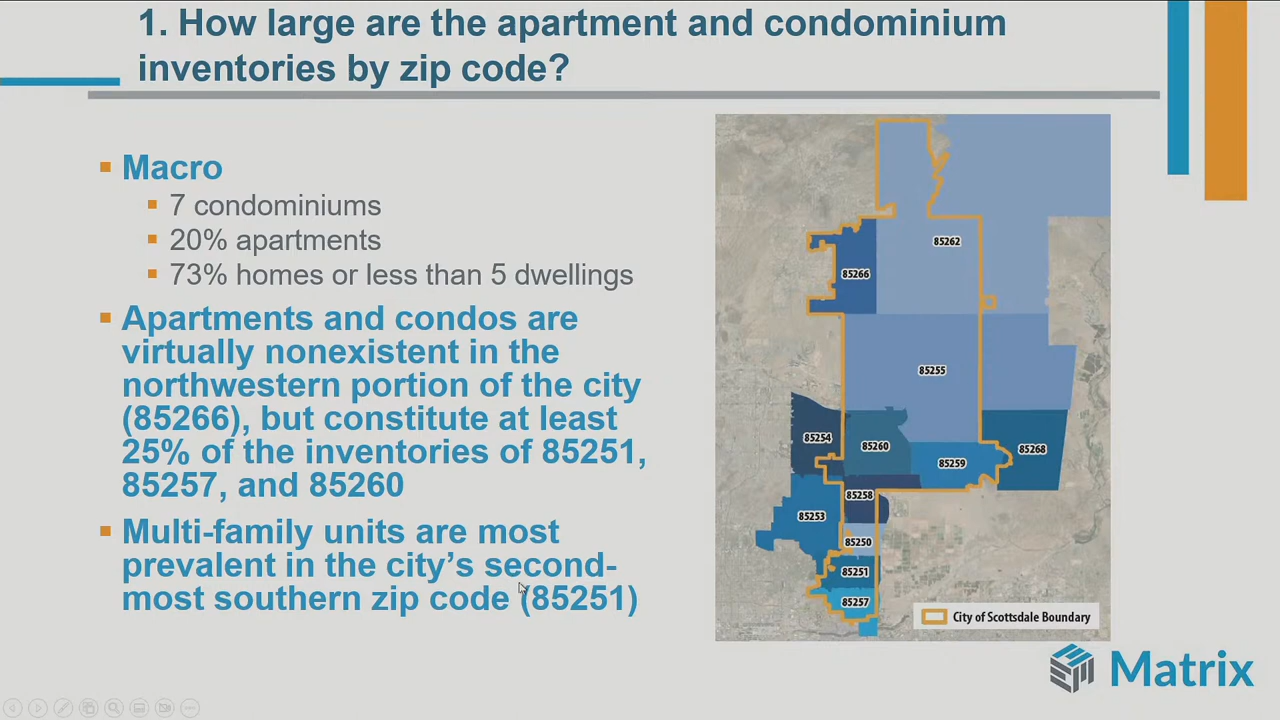 1. How large are the apartment and condominium
inventories by zip code?
Macro
7 condominiums
20% apartments
73% homes or less than 5 dwellings
Apartments and condos are
virtually nonexistent in the
northwestern portion of the city
(85266), but constitute at least
25% of the inventories of 85251,
85257, and 85260
Multi-family units are most
prevalent in the city’s second-
most southern zip code (85251)
85262
85266
85255
85254
85260
85268
85259
85258
85253
85250
85251
85257
City of Scottsdale Boundary
Matrix